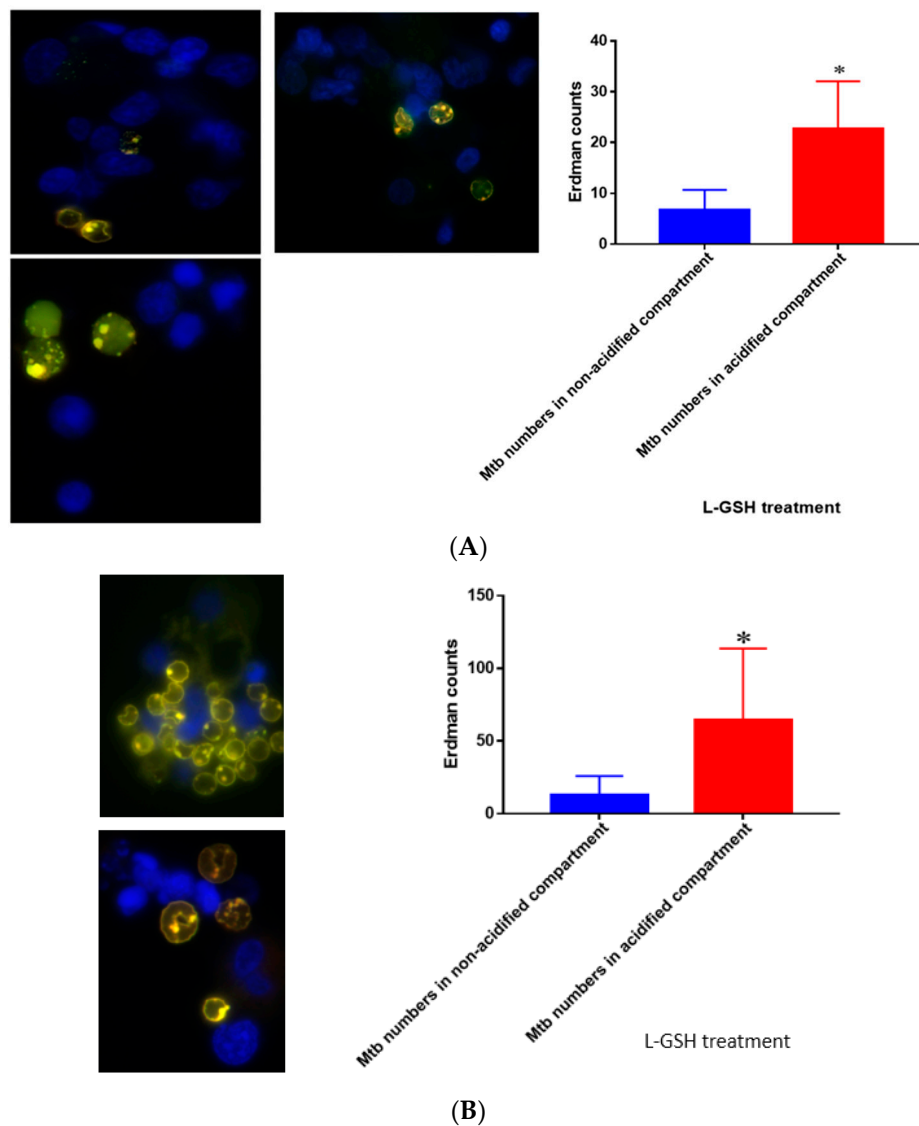 40
30
20
10
0
Erdman counts
*
Mtb numbers in non-acidified compartment
Mtb numbers in acidified compartment
L-GSH treatment
(A)
150
100
50
0
Erdman counts
*
Mtb numbers in non-acidified compartment
Mtb numbers in acidified compartment
L-GSH treatment
(B)